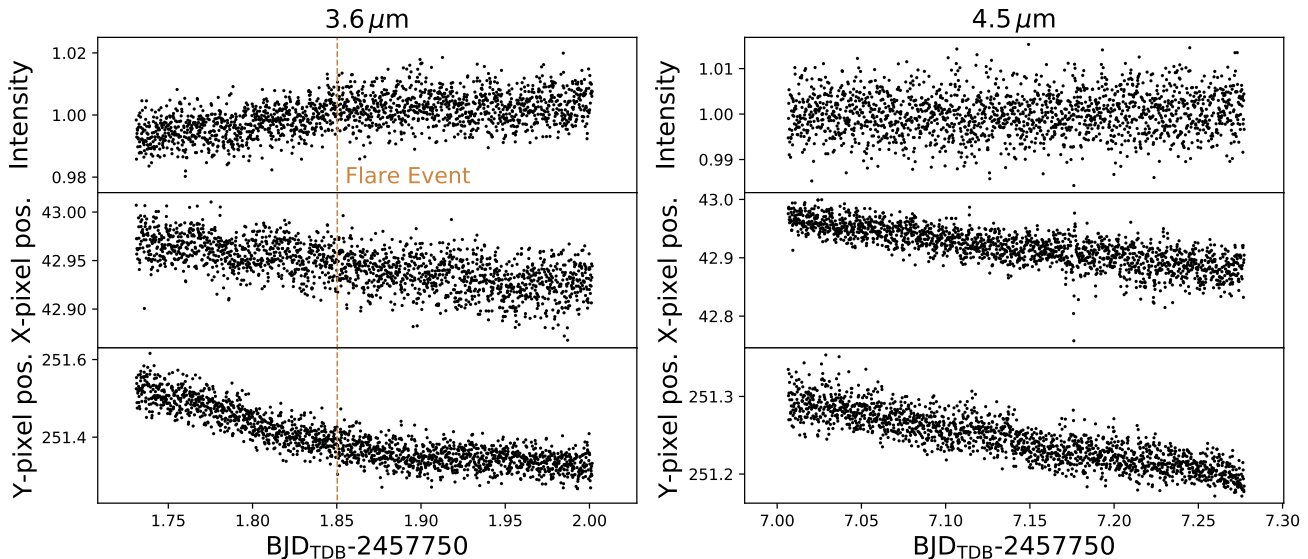 3.6 μm
Intensity
1.02
1.00
0.98
Flare Event
X-pixel pos.
43.00
42.95
42.90
Y-pixel pos.
251.6
251.4
1.75 1.80 1.85 1.90 1.95 2.00
BJD_TDB-2457750
4.5 μm
Intensity
1.01
1.00
0.99
X-pixel pos.
43.0
42.9
42.8
Y-pixel pos.
251.3
251.2
7.00 7.05 7.10 7.15 7.20 7.25 7.30
BJD_TDB-2457750